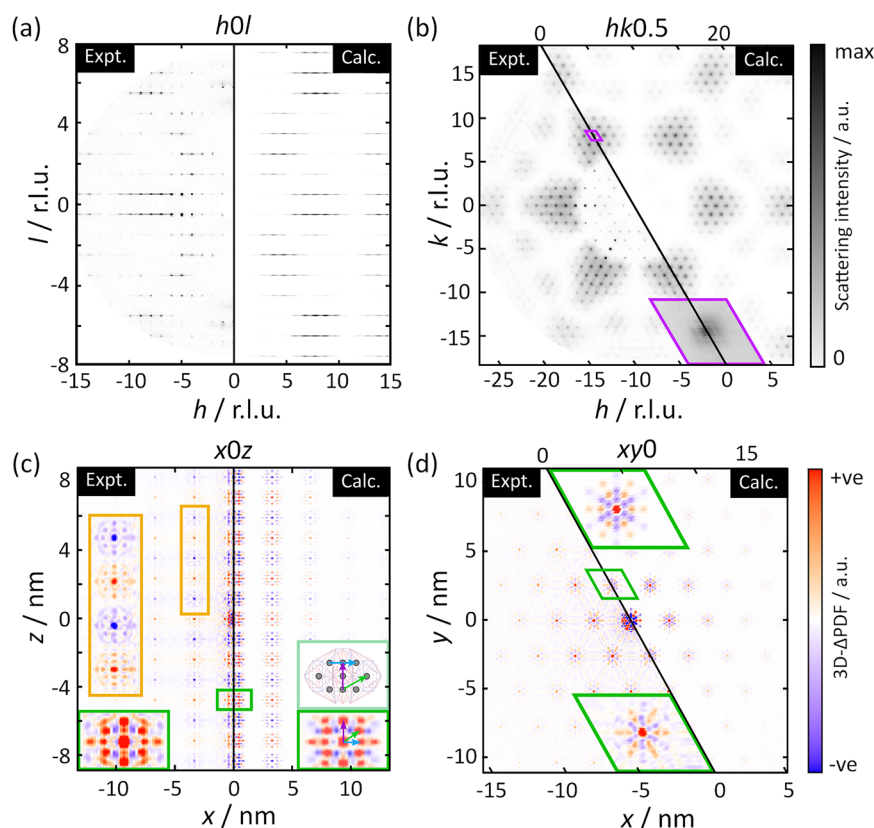 (a)
h0l
Expt.
Calc.
8
4
0
-4
-8
l / r.l.u.
-15
-10
-5
0
5
10
15
h / r.l.u.
(b)
hk0.5
0
20
Expt.
Calc.
15
10
5
0
-5
-10
-15
k / r.l.u.
-25
-20
-15
-10
-5
0
5
h / r.l.u.
max
Scattering intensity / a.u.
0
(c)
x0z
Expt.
Calc.
8
4
0
-4
-8
z / nm
-10
-5
0
5
10
x / nm
(d)
xy0
0
15
Expt.
Calc.
10
5
0
-5
-10
y / nm
-15
-10
-5
0
5
x / nm
+ve
3D-ΔPDF / a.u.
-ve